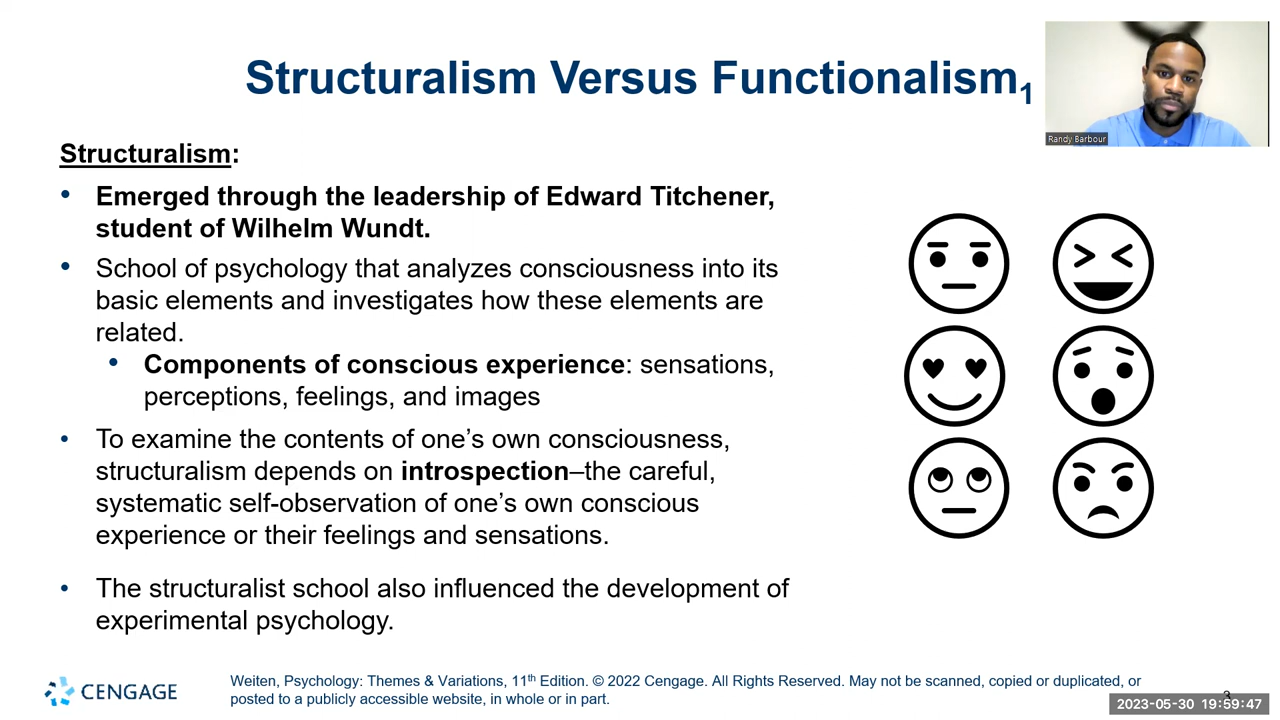 Structuralism Versus Functionalism1
Randy Barbour
Structuralism:
• Emerged through the leadership of Edward Titchener,
student of Wilhelm Wundt.
• School of psychology that analyzes consciousness into its
basic elements and investigates how these elements are
related.
• Components of conscious experience: sensations,
perceptions, feelings, and images
• To examine the contents of one’s own consciousness,
structuralism depends on introspection–the careful,
systematic self-observation of one’s own conscious
experience or their feelings and sensations.
• The structuralist school also influenced the development of
experimental psychology.
CENGAGE
Weiten, Psychology: Themes & Variations, 11th Edition. © 2022 Cengage. All Rights Reserved. May not be scanned, copied or duplicated, or
posted to a publicly accessible website, in whole or in part.
3
2023-05-30 19:59:47